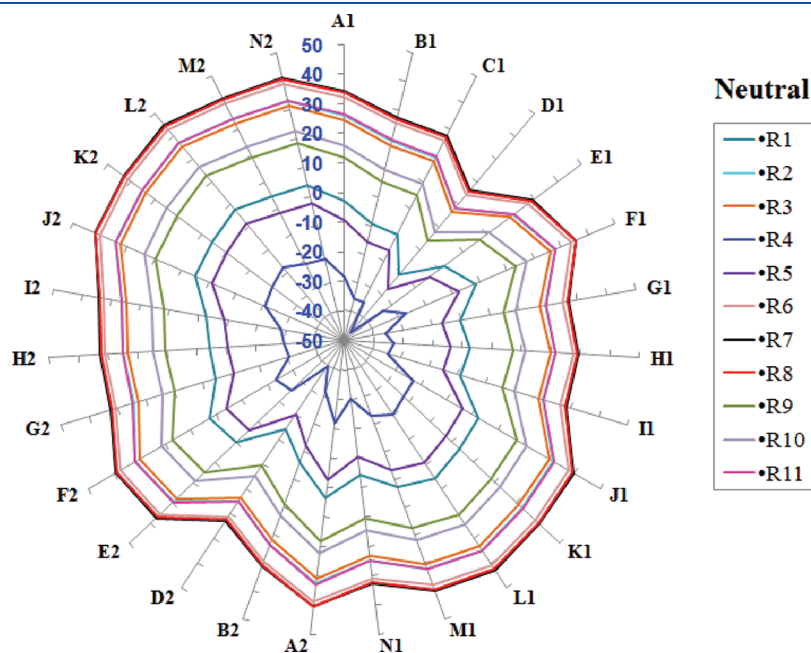 A1
B1
C1
D1
E1
F1
G1
H1
I1
J1
K1
L1
M1
N1
A2
B2
D2
E2
F2
G2
H2
I2
J2
K2
L2
M2
N2
50
40
30
20
10
0
-10
-20
-30
-40
-50
Neutral
•R1
•R2
•R3
•R4
•R5
•R6
•R7
•R8
•R9
•R10
•R11